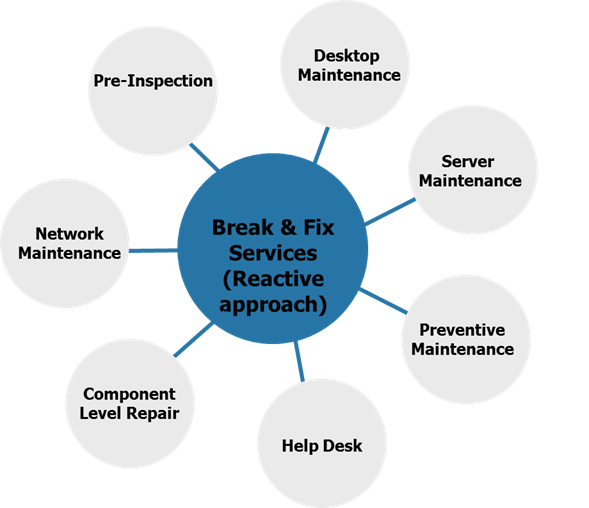 Desktop
Maintenance
Pre-Inspection
Server
Maintenance
Network
Maintenance
Break & Fix
Services
(Reactive
approach)
Preventive
Maintenance
Component
Level Repair
Help Desk